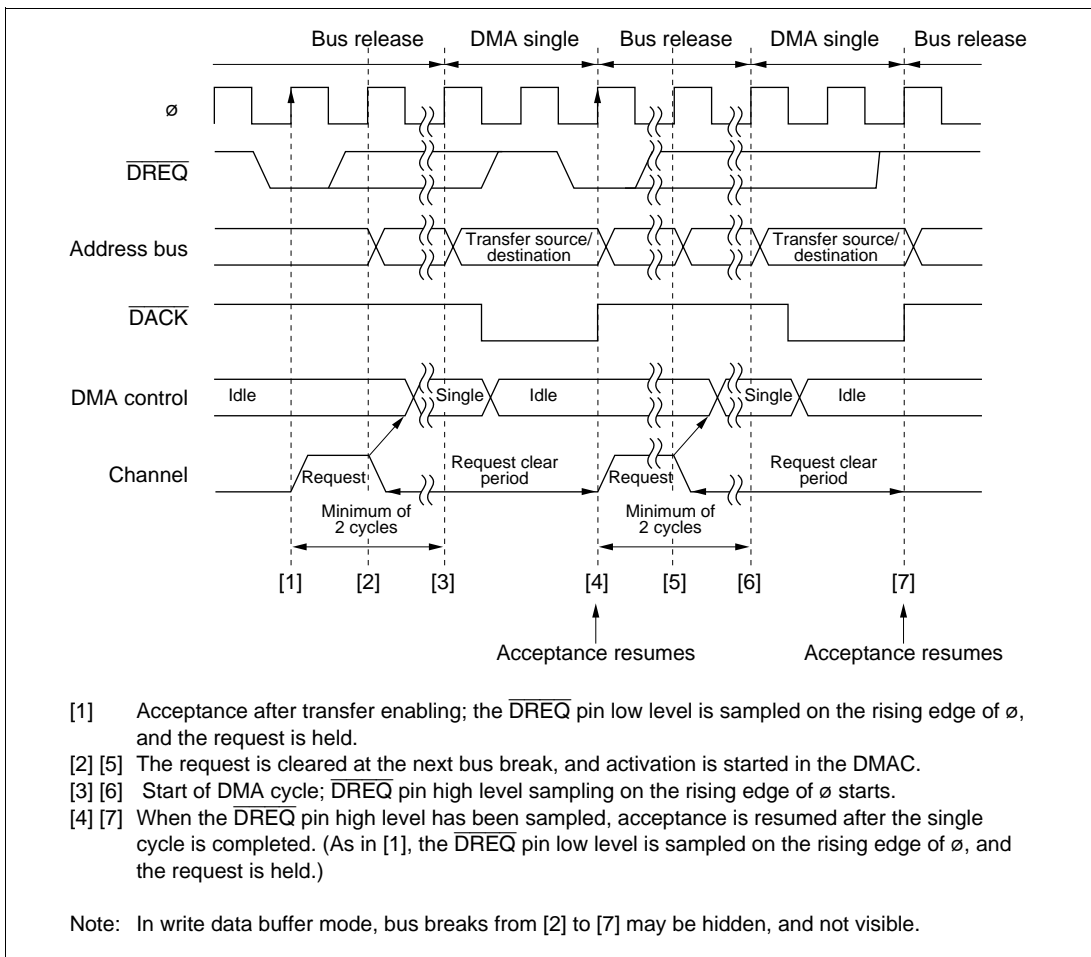 Bus release DMA single Bus release DMA single Bus release
ø
DREQ
Address bus Transfer source/ destination Transfer source/ destination
DACK
DMA control Idle Single Idle Single Idle
Channel Request Request clear period Request Request clear period
Minimum of 2 cycles Minimum of 2 cycles
[1] [2] [3] [4] [5] [6] [7]
Acceptance resumes Acceptance resumes
[1] Acceptance after transfer enabling; the DREQ pin low level is sampled on the rising edge of ø,
and the request is held.
[2] [5] The request is cleared at the next bus break, and activation is started in the DMAC.
[3] [6] Start of DMA cycle; DREQ pin high level sampling on the rising edge of ø starts.
[4] [7] When the DREQ pin high level has been sampled, acceptance is resumed after the single
cycle is completed. (As in [1], the DREQ pin low level is sampled on the rising edge of ø, and
the request is held.)
Note: In write data buffer mode, bus breaks from [2] to [7] may be hidden, and not visible.